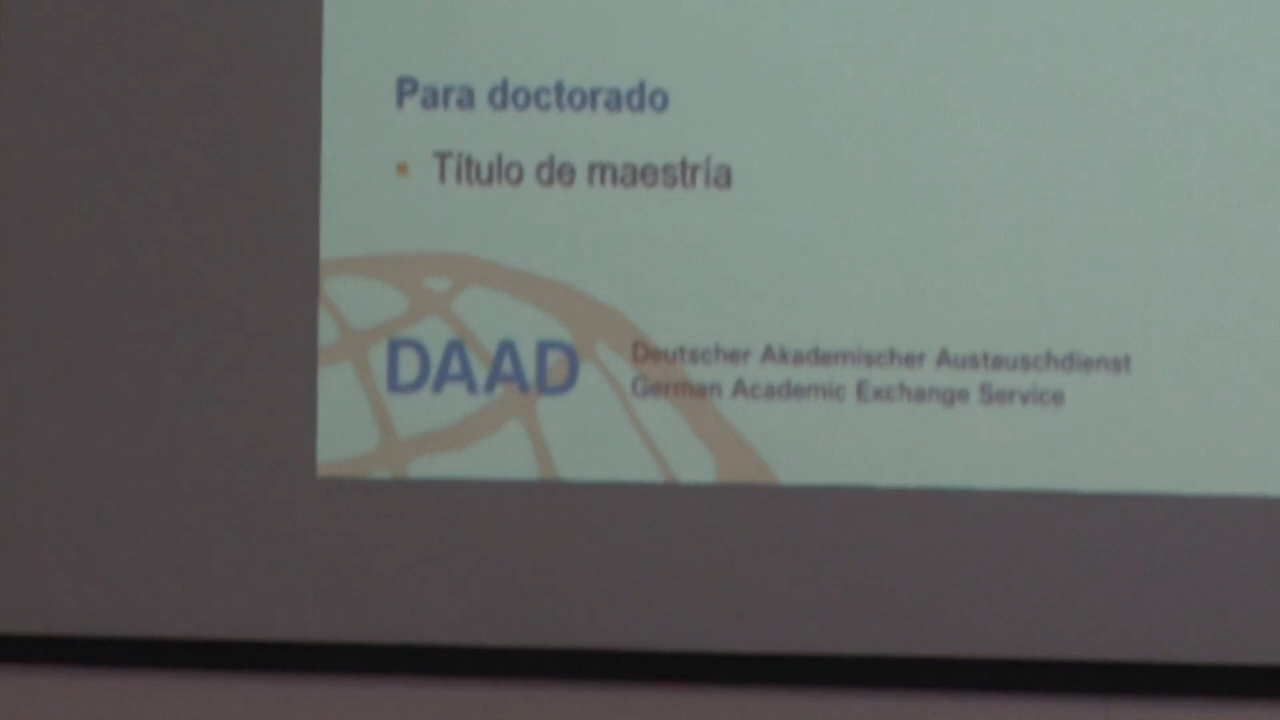 Para doctorado
▪ Título de maestría
DAAD
Deutscher Akademischer Austauschdienst
German Academic Exchange Service